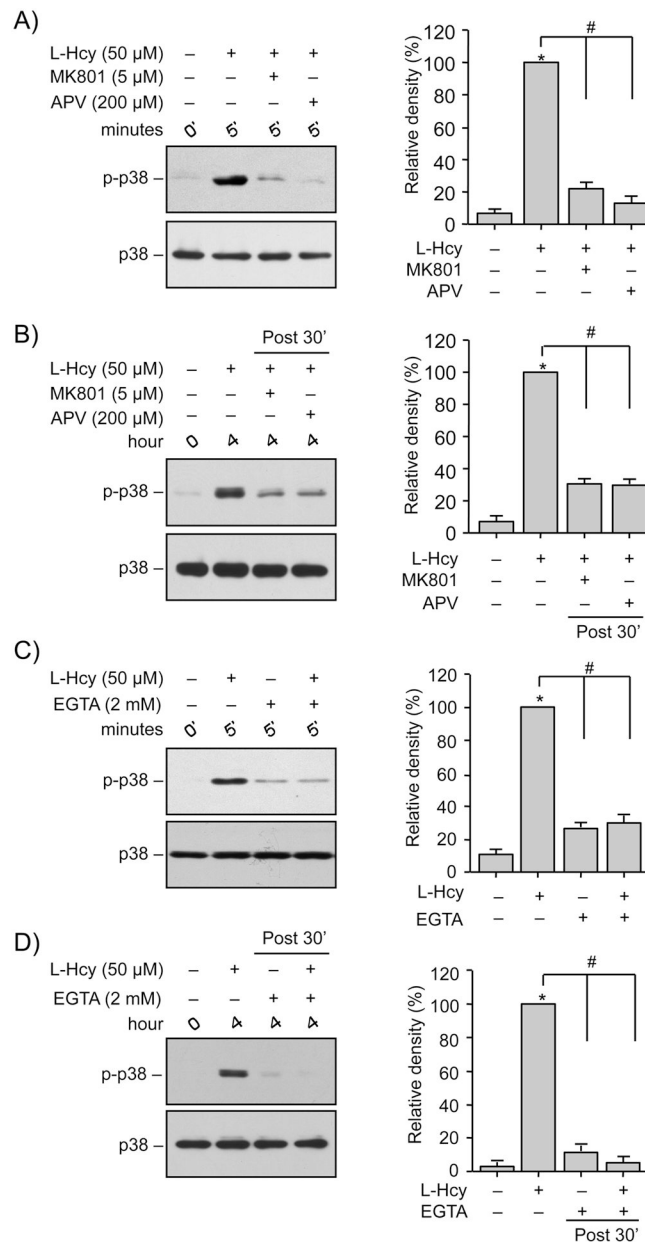 A)
L-Hcy (50 µM) – + + +
MK801 (5 µM) – – + –
APV (200 µM) – – – +
minutes 0' 5' 5' 5'
p-p38 –
p38 –
Relative density (%)
120
100
80
60
40
20
0
*
#
L-Hcy – + + +
MK801 – – + –
APV – – – +
B)
Post 30'
L-Hcy (50 µM) – + + +
MK801 (5 µM) – – + –
APV (200 µM) – – – +
hour 0 4 4 4
p-p38 –
p38 –
Relative density (%)
120
100
80
60
40
20
0
*
#
L-Hcy – + + +
MK801 – – + –
APV – – – +
Post 30'
C)
L-Hcy (50 µM) – + – +
EGTA (2 mM) – – + +
minutes 0' 5' 5' 5'
p-p38 –
p38 –
Relative density (%)
120
100
80
60
40
20
0
*
#
L-Hcy – + – +
EGTA – – + +
D)
Post 30'
L-Hcy (50 µM) – + – +
EGTA (2 mM) – – + +
hour 0 4 4 4
p-p38 –
p38 –
Relative density (%)
120
100
80
60
40
20
0
*
#
L-Hcy – + – +
EGTA – – + +
Post 30'